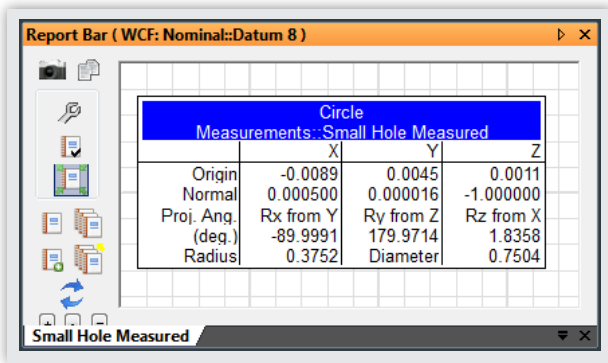 Report Bar ( WCF: Nominal::Datum 8 )
Circle
Measurements::Small Hole Measured
X Y Z
Origin -0.0089 0.0045 0.0011
Normal 0.000500 0.000016 -1.000000
Proj. Ang. Rx from Y Ry from Z Rz from X
(deg.) -89.9991 179.9714 1.8358
Radius 0.3752 Diameter 0.7504
Small Hole Measured